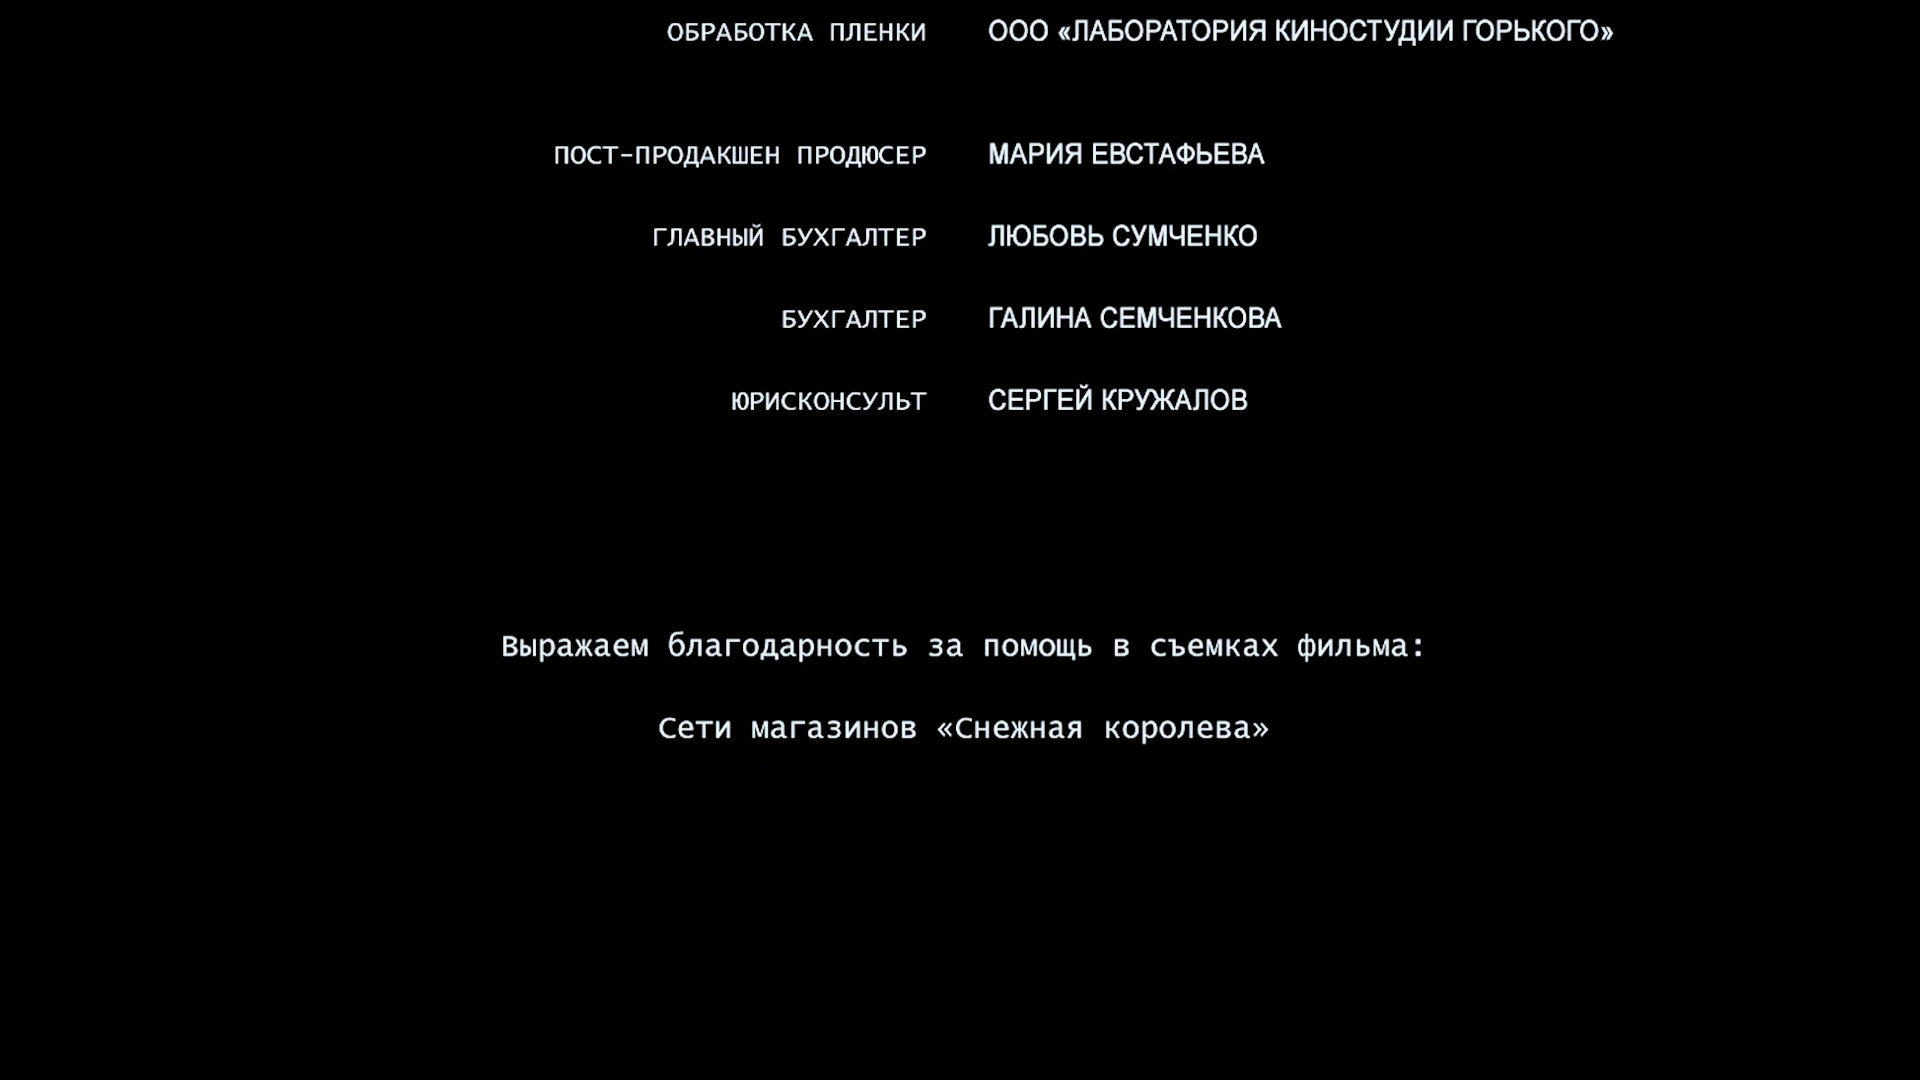 ОБРАБОТКА ПЛЕНКИ ООО «ЛАБОРАТОРИЯ КИНОСТУДИИ ГОРЬКОГО»
ПОСТ-ПРОДАКШЕН ПРОДЮСЕР МАРИЯ ЕВСТАФЬЕВА
ГЛАВНЫЙ БУХГАЛТЕР ЛЮБОВЬ СУМЧЕНКО
БУХГАЛТЕР ГАЛИНА СЕМЧЕНКОВА
ЮРИСКОНСУЛЬТ СЕРГЕЙ КРУЖАЛОВ
Выражаем благодарность за помощь в съемках фильма:
Сети магазинов «Снежная королева»